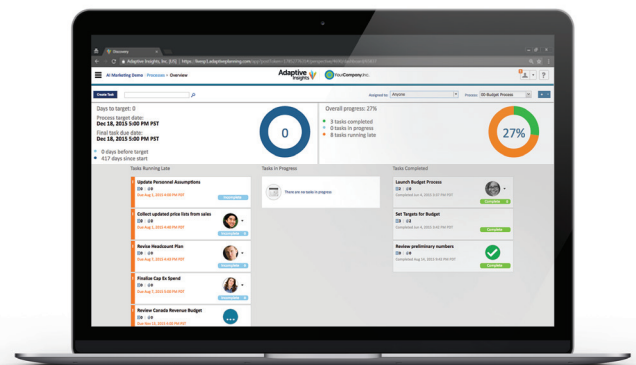 Discovery
Adaptive Insights, Inc. [US]
AI Marketing Demo Processes > Overview
Adaptive Insights
YourCompany, Inc.
?
Create Task
Assigned to: Anyone
Process:
Budget Process
Days to target: 0
Process target date:
Dec 18, 2015 5:00 PM PST
Final task due date:
Dec 18, 2015 5:00 PM PST
0 days before target
417 days since start
0
Overall progress: 27%
3 tasks completed
0 tasks in progress
8 tasks running late
27%
Tasks Running Late
Update Personnel Assumptions
Incomplete
Collect updated price lists from sales
Revise Headcount Plan
Finalize Cap Ex Spend
Review Canada Revenue Budget
Tasks in Progress
There are no tasks in progress
Tasks Completed
Launch Budget Process
Complete
Set Targets for Budget
Complete
Review preliminary numbers
Complete